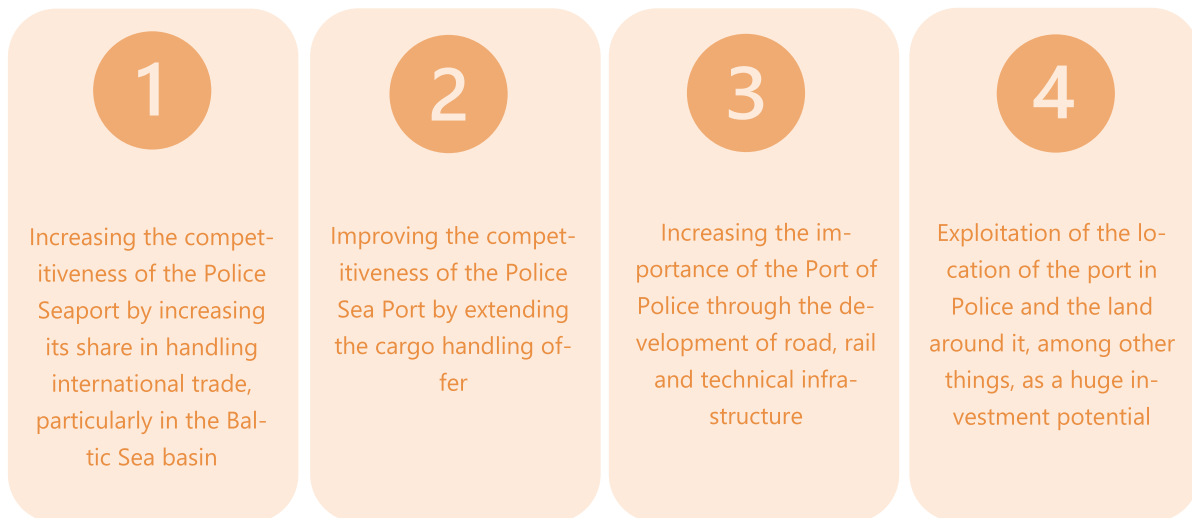 1
Increasing the compet-
itiveness of the Police
Seaport by increasing
its share in handling
international trade,
particularly in the Bal-
tic Sea basin
2
Improving the compet-
itiveness of the Police
Sea Port by extending
the cargo handling of-
fer
3
Increasing the im-
portance of the Port of
Police through the de-
velopment of road, rail
and technical infra-
structure
4
Exploitation of the lo-
cation of the port in
Police and the land
around it, among other
things, as a huge in-
vestment potential